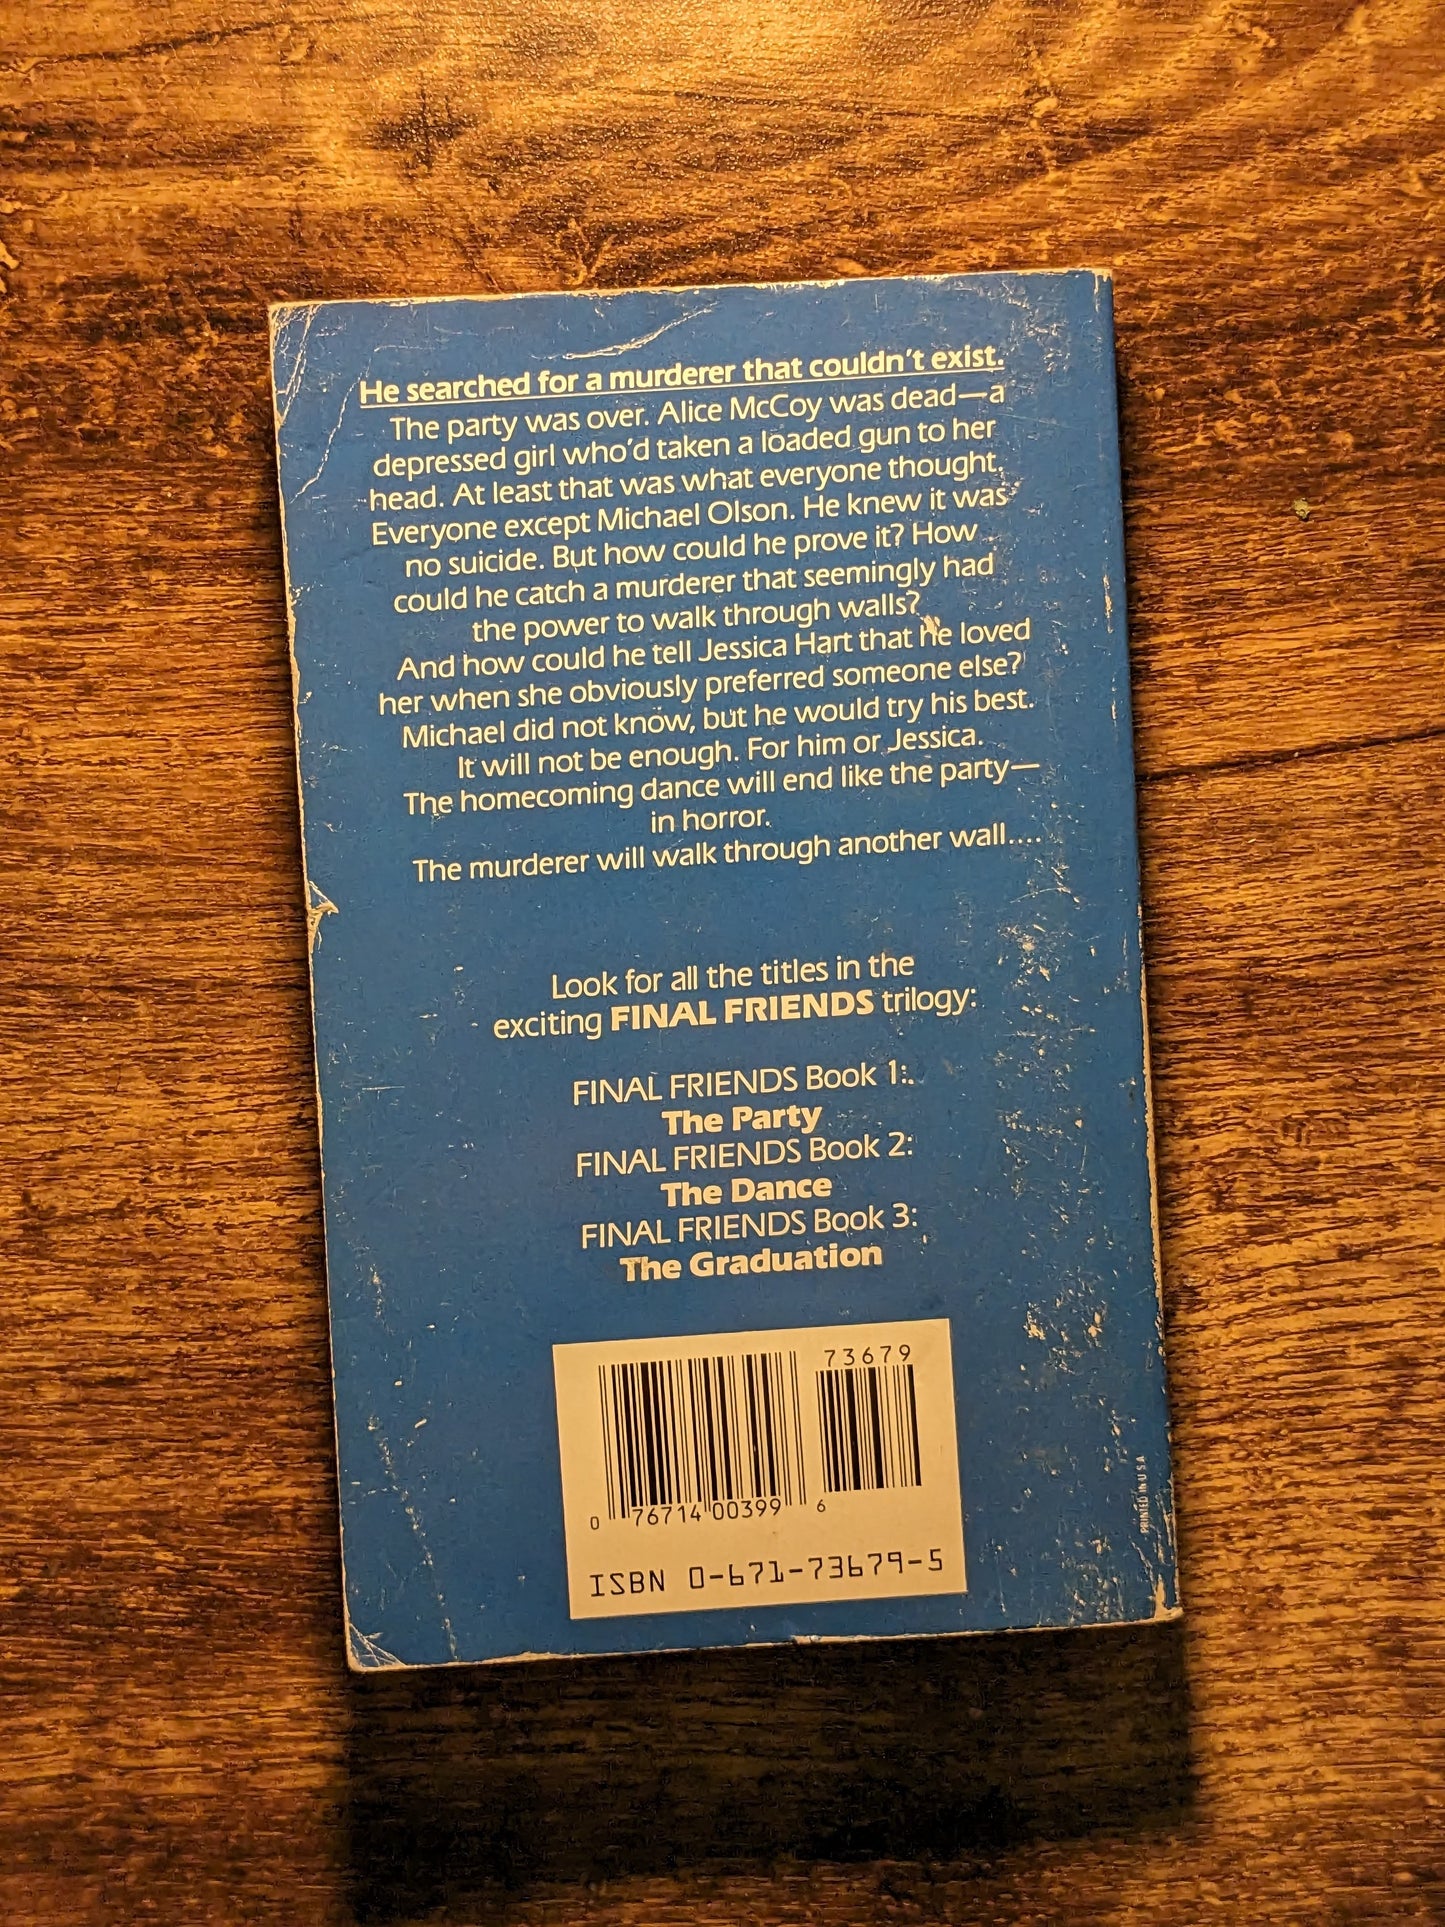 He searched for a murderer that couldn't exist.
The party was over. Alice McCoy was dead—a
depressed girl who'd taken a loaded gun to her
head. At least that was what everyone thought.
Everyone except Michael Olson. He knew it was
no suicide. But how could he prove it? How
could he catch a murderer that seemingly had
the power to walk through walls?
And how could he tell Jessica Hart that he loved
her when she obviously preferred someone else?
Michael did not know, but he would try his best.
It will not be enough. For him or Jessica.
The homecoming dance will end like the party—
in horror.
The murderer will walk through another wall....
Look for all the titles in the
exciting FINAL FRIENDS trilogy:
FINAL FRIENDS Book 1:
The Party
FINAL FRIENDS Book 2:
The Dance
FINAL FRIENDS Book 3:
The Graduation
73679
0 76714 00399 6
ISBN 0-671-73679-5
PRINTED IN U S A